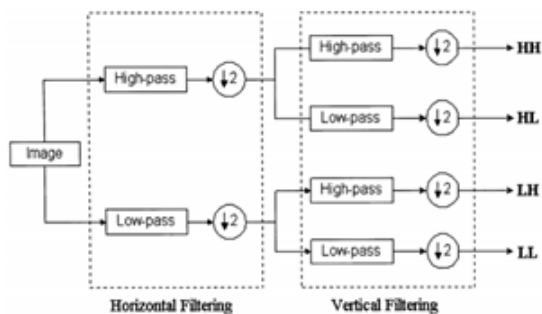 High-pass ↓2 High-pass ↓2 HH
Low-pass ↓2 HL
Image
Low-pass ↓2 High-pass ↓2 LH
Low-pass ↓2 LL
Horizontal Filtering Vertical Filtering